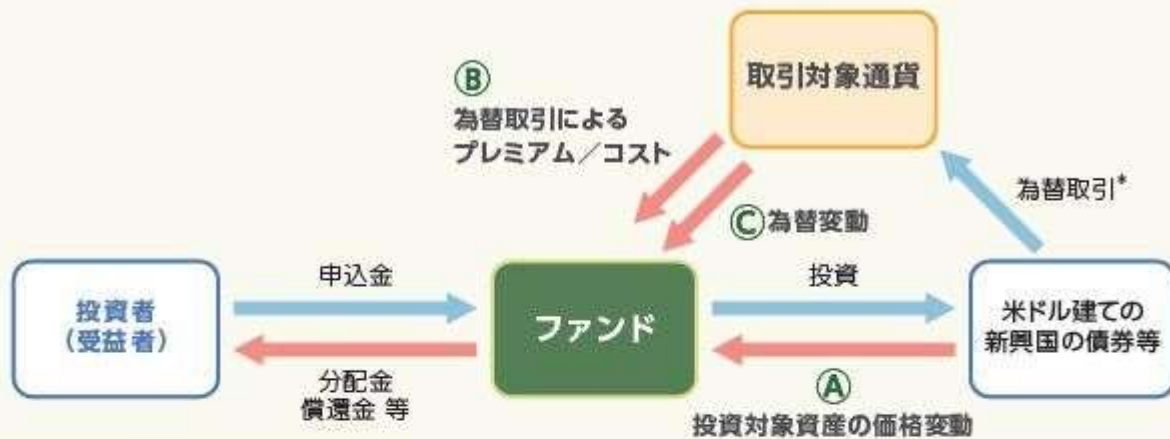 取引対象通貨
Ⓑ
為替取引による
プレミアム／コスト
為替取引*
Ⓒ為替変動
投資者
（受益者）
申込金
分配金
償還金 等
ファンド
投資
Ⓐ
投資対象資産の価格変動
米ドル建ての
新興国の債券等